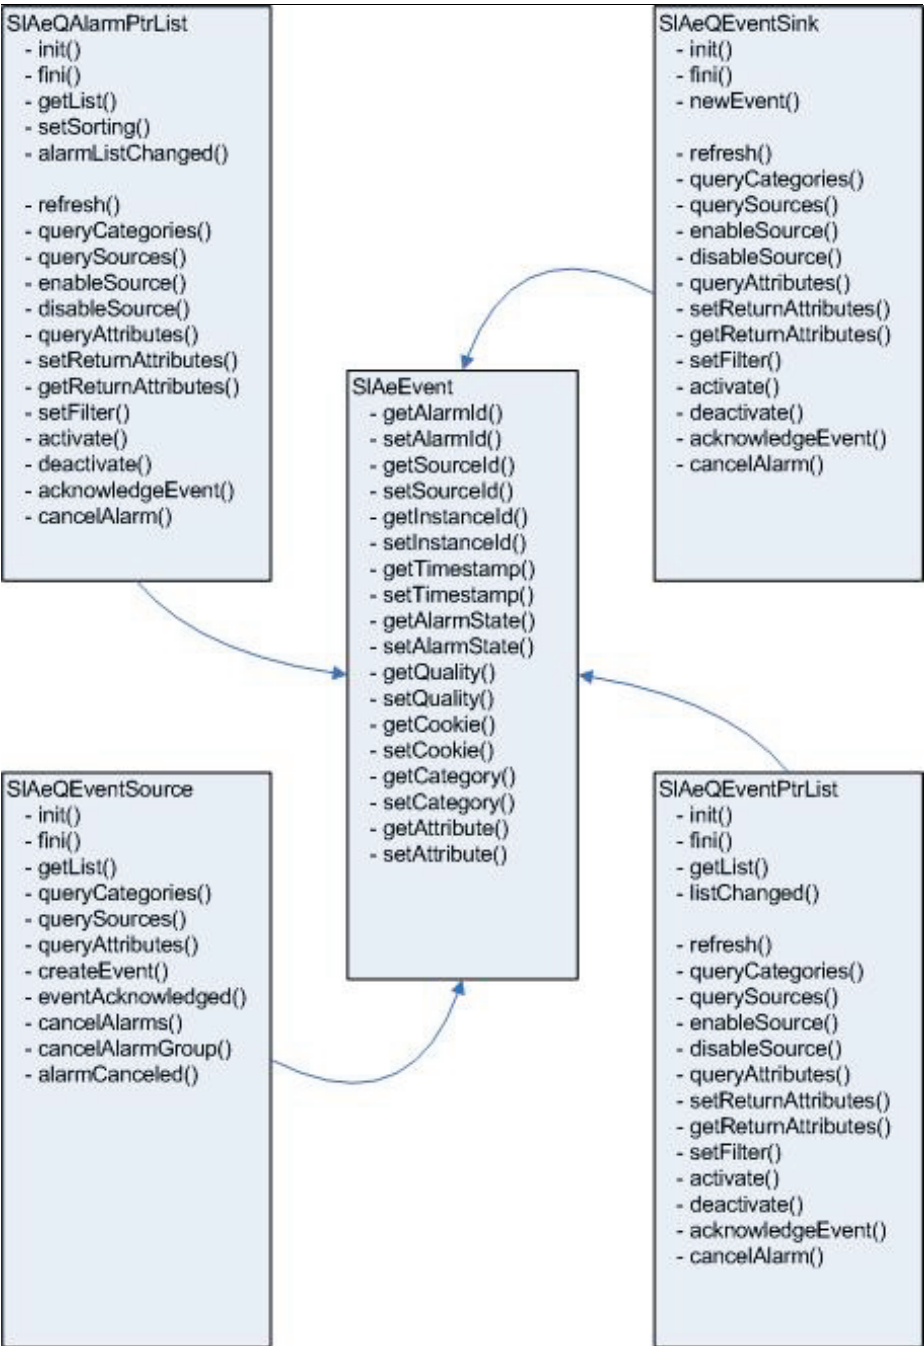 SIAeQAlarmPtrList
- init()
- fini()
- getList()
- setSorting()
- alarmListChanged()
- refresh()
- queryCategories()
- querySources()
- enableSource()
- disableSource()
- queryAttributes()
- setReturnAttributes()
- getReturnAttributes()
- setFilter()
- activate()
- deactivate()
- acknowledgeEvent()
- cancelAlarm()
SIAeQEventSink
- init()
- fini()
- newEvent()
- refresh()
- queryCategories()
- querySources()
- enableSource()
- disableSource()
- queryAttributes()
- setReturnAttributes()
- getReturnAttributes()
- setFilter()
- activate()
- deactivate()
- acknowledgeEvent()
- cancelAlarm()
SIAeEvent
- getAlarmId()
- setAlarmId()
- getSourceId()
- setSourceId()
- getInstanceId()
- setInstanceId()
- getTimestamp()
- setTimestamp()
- getAlarmState()
- setAlarmState()
- getQuality()
- setQuality()
- getCookie()
- setCookie()
- getCategory()
- setCategory()
- getAttribute()
- setAttribute()
SIAeQEventSource
- init()
- fini()
- getList()
- queryCategories()
- querySources()
- queryAttributes()
- createEvent()
- eventAcknowledged()
- cancelAlarms()
- cancelAlarmGroup()
- alarmCanceled()
SIAeQEventPtrList
- init()
- fini()
- getList()
- listChanged()
- refresh()
- queryCategories()
- querySources()
- enableSource()
- disableSource()
- queryAttributes()
- setReturnAttributes()
- getReturnAttributes()
- setFilter()
- activate()
- deactivate()
- acknowledgeEvent()
- cancelAlarm()